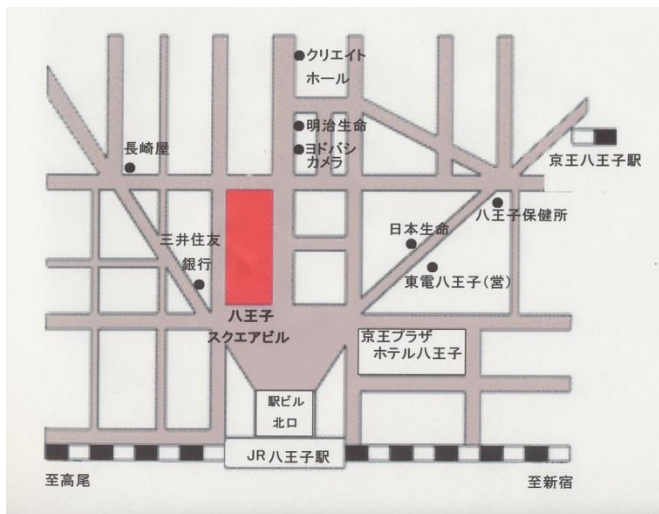 クリエイト
ホール
明治生命
ヨドバシ
カメラ
長崎屋
京王八王子駅
八王子保健所
三井住友
銀行
日本生命
東電八王子(営)
八王子
スクエアビル
京王プラザ
ホテル八王子
駅ビル
北口
JR八王子駅
至高尾
至新宿